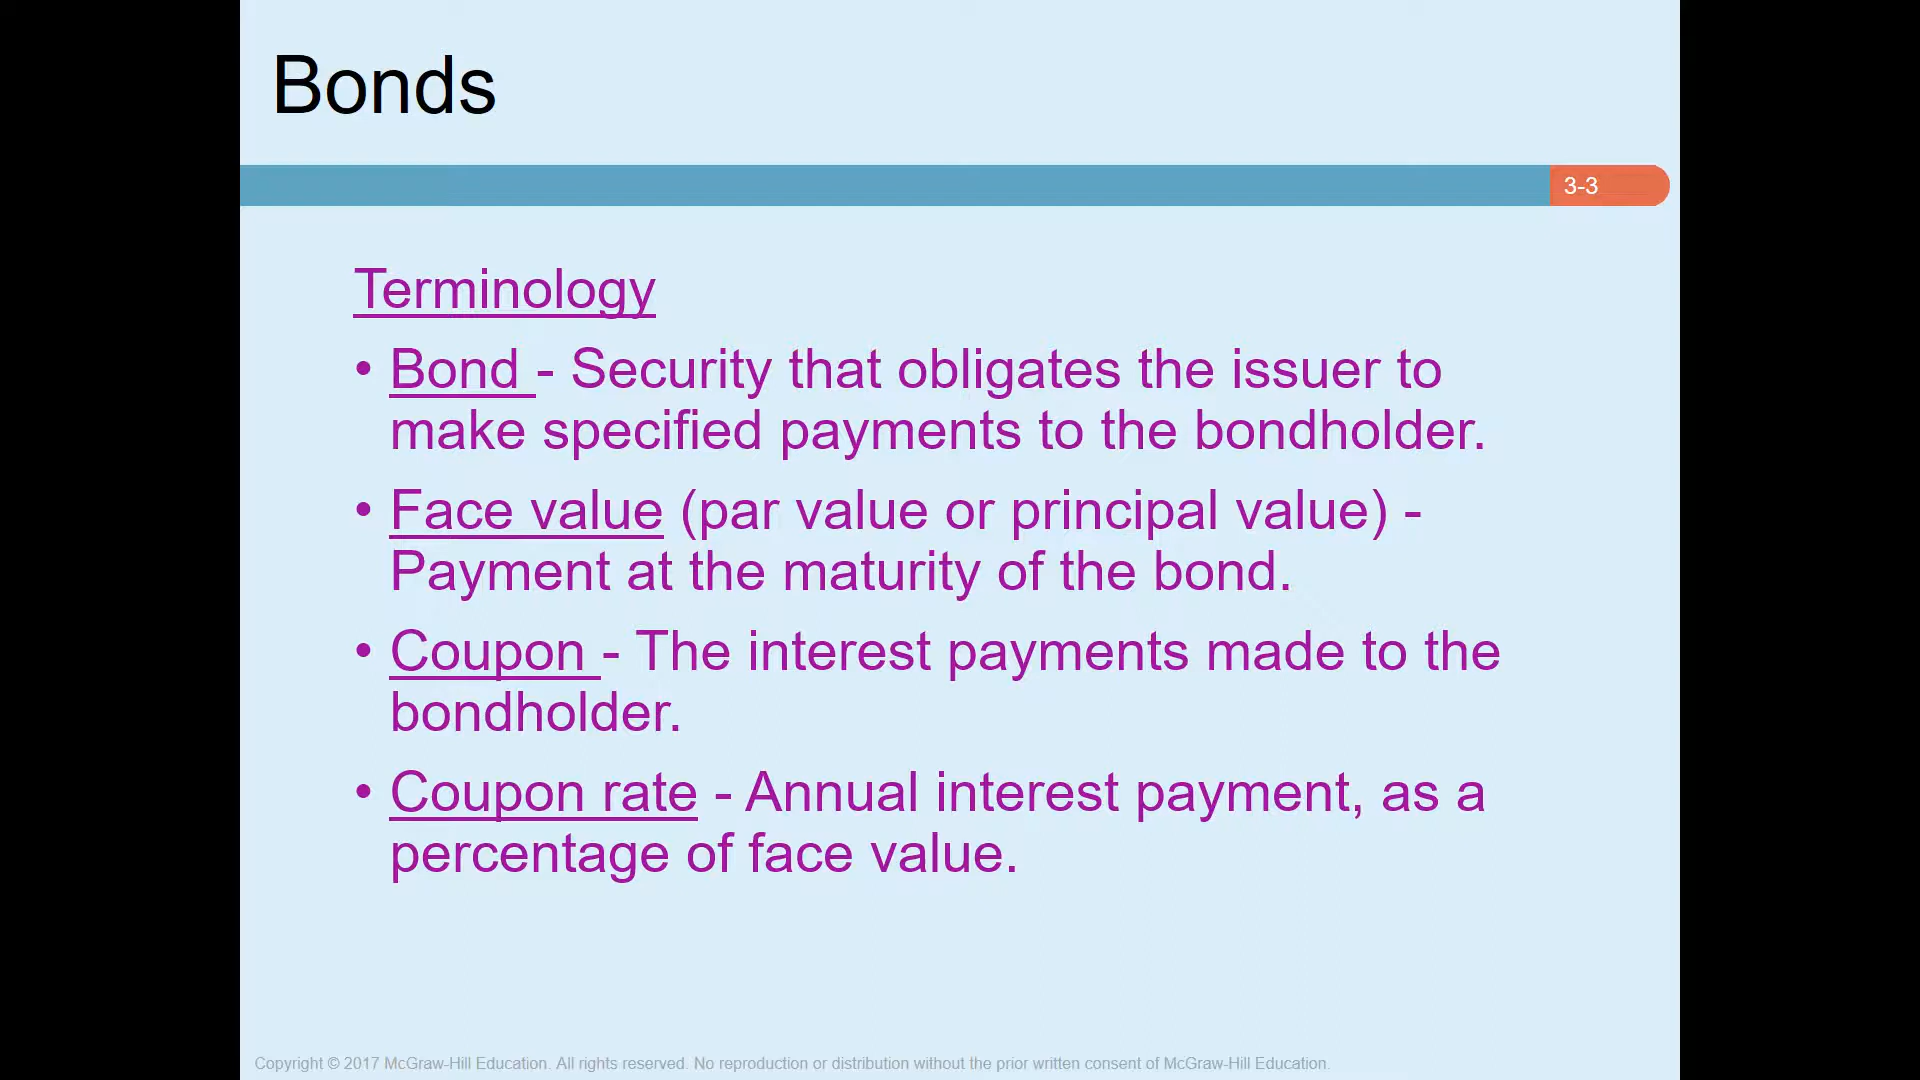 Bonds
3-3
Terminology
• Bond - Security that obligates the issuer to
make specified payments to the bondholder.
• Face value (par value or principal value) -
Payment at the maturity of the bond.
• Coupon - The interest payments made to the
bondholder.
• Coupon rate - Annual interest payment, as a
percentage of face value.
Copyright © 2017 McGraw-Hill Education. All rights reserved. No reproduction or distribution without the prior written consent of McGraw-Hill Education.